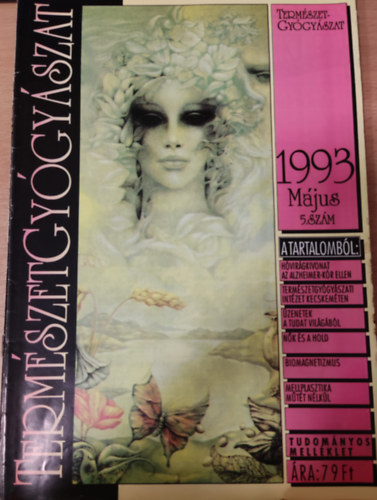 TERMÉSZETGYÓGYÁSZAT
TERMÉSZET-
GYÓGYÁSZAT
1993
Május
5. SZÁM
A TARTALOMBÓL:
HÓVIRÁGKIVONAT
AZ ALZHEIMER-KÓR ELLEN
TERMÉSZETGYÓGYÁSZATI
INTÉZET KECSKEMÉTEN
ÜZENETEK
A TUDAT VILÁGÁBÓL
NŐK ÉS A HOLD
BIOMAGNETIZMUS
MELLPLASZTIKA
MŰTÉT NÉLKÜL
TUDOMÁNYOS
MELLÉKLET
ÁRA: 79 Ft